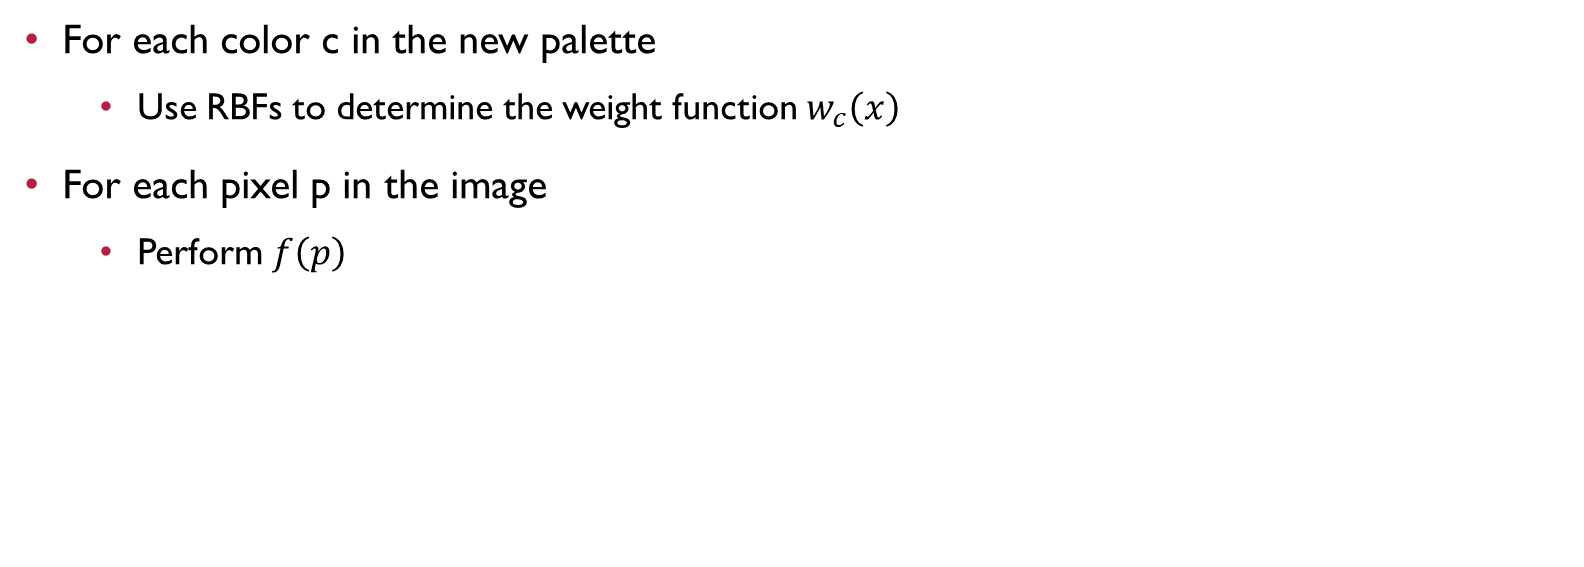 • For each color c in the new palette
• Use RBFs to determine the weight function w_c(x)
• For each pixel p in the image
• Perform f(p)